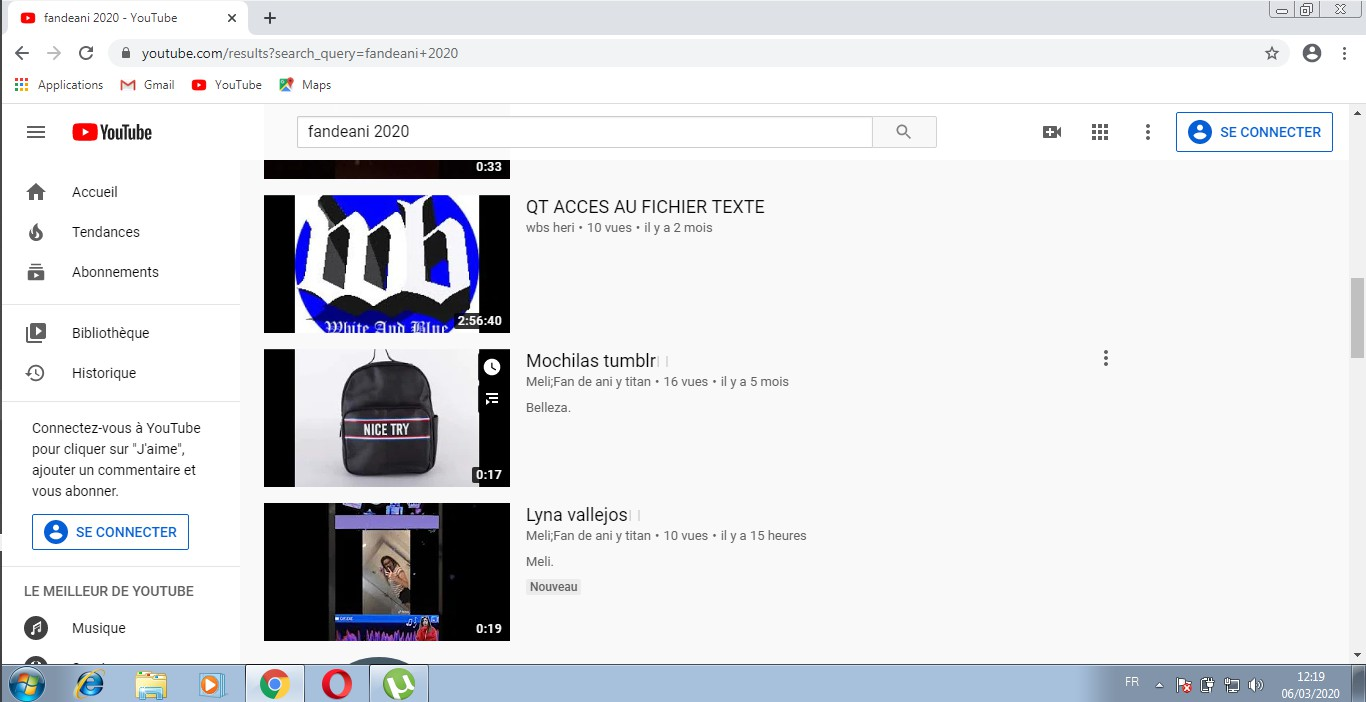 fandeani 2020 - YouTube
youtube.com/results?search_query=fandeani+2020
Applications Gmail YouTube Maps
YouTube
fandeani 2020
SE CONNECTER
Accueil
Tendances
Abonnements
Bibliothèque
Historique
Connectez-vous à YouTube
pour cliquer sur "J'aime",
ajouter un commentaire et
vous abonner.
SE CONNECTER
LE MEILLEUR DE YOUTUBE
Musique
0:33
White And Blue
2:56:40
QT ACCES AU FICHIER TEXTE
wbs heri • 10 vues • il y a 2 mois
NICE TRY
0:17
Mochilas tumblr
Meli;Fan de ani y titan • 16 vues • il y a 5 mois
Belleza.
0:19
Lyna vallejos
Meli;Fan de ani y titan • 10 vues • il y a 15 heures
Meli.
Nouveau
FR
12:19
06/03/2020